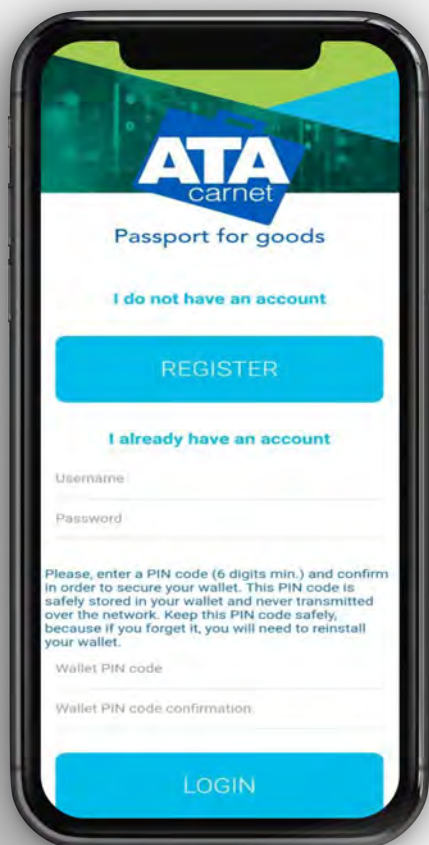 ATA
carnet
Passport for goods
I do not have an account
REGISTER
I already have an account
Username
Password
Please, enter a PIN code (6 digits min.) and confirm
in order to secure your wallet. This PIN code is
safely stored in your wallet and never transmitted
over the network. Keep this PIN code safely,
because if you forget it, you will need to reinstall
your wallet.
Wallet PIN code
Wallet PIN code confirmation
LOGIN